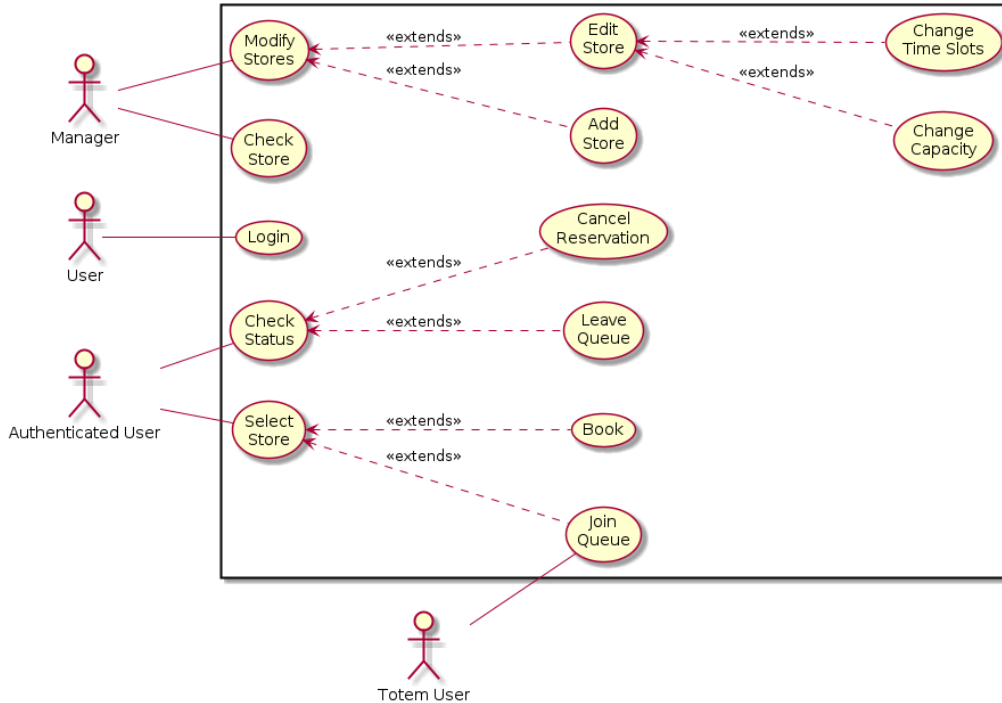 Modify
Stores
«extends»
Edit
Store
«extends»
Change
Time Slots
«extends»
«extends»
Manager
Check
Store
Add
Store
Change
Capacity
User
Login
Cancel
Reservation
«extends»
Authenticated User
Check
Status
«extends»
Leave
Queue
Select
Store
«extends»
Book
«extends»
Join
Queue
Totem User